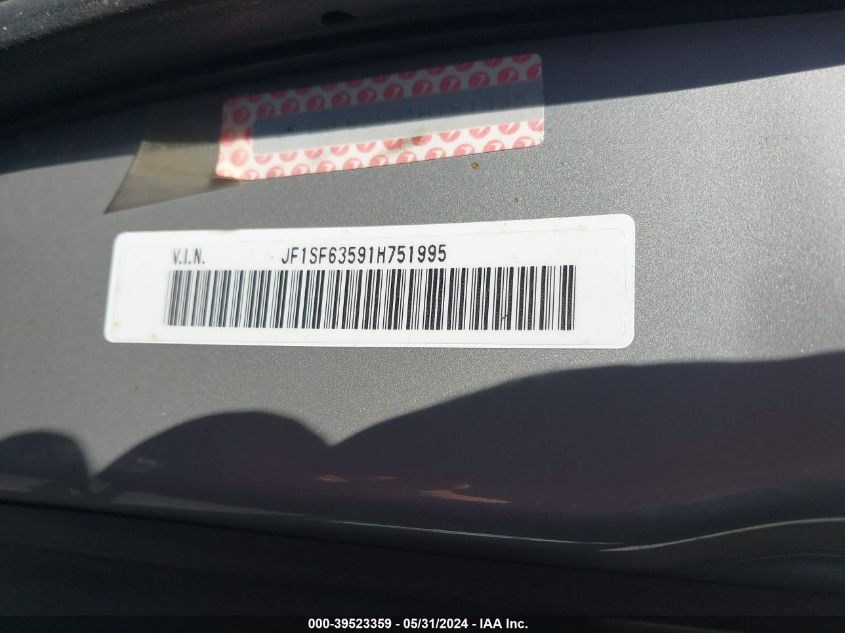 V.I.N. JF1SF63591H751995
000-39523359 - 05/31/2024 - IAA Inc.